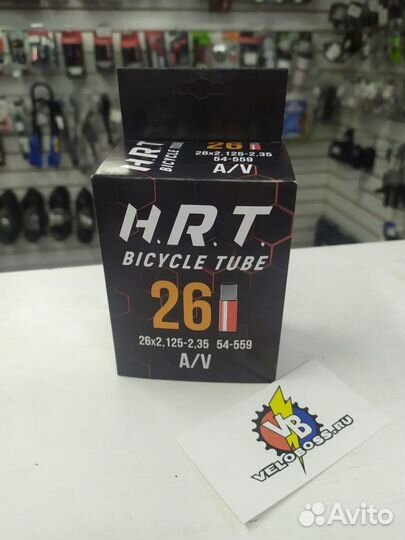 26
26x2,125-2,35
54-559
A/V
H.R.T.
BICYCLE TUBE
26
26x2,125-2,35 54-559
A/V
VB
VELOBOSS.RU
Avito